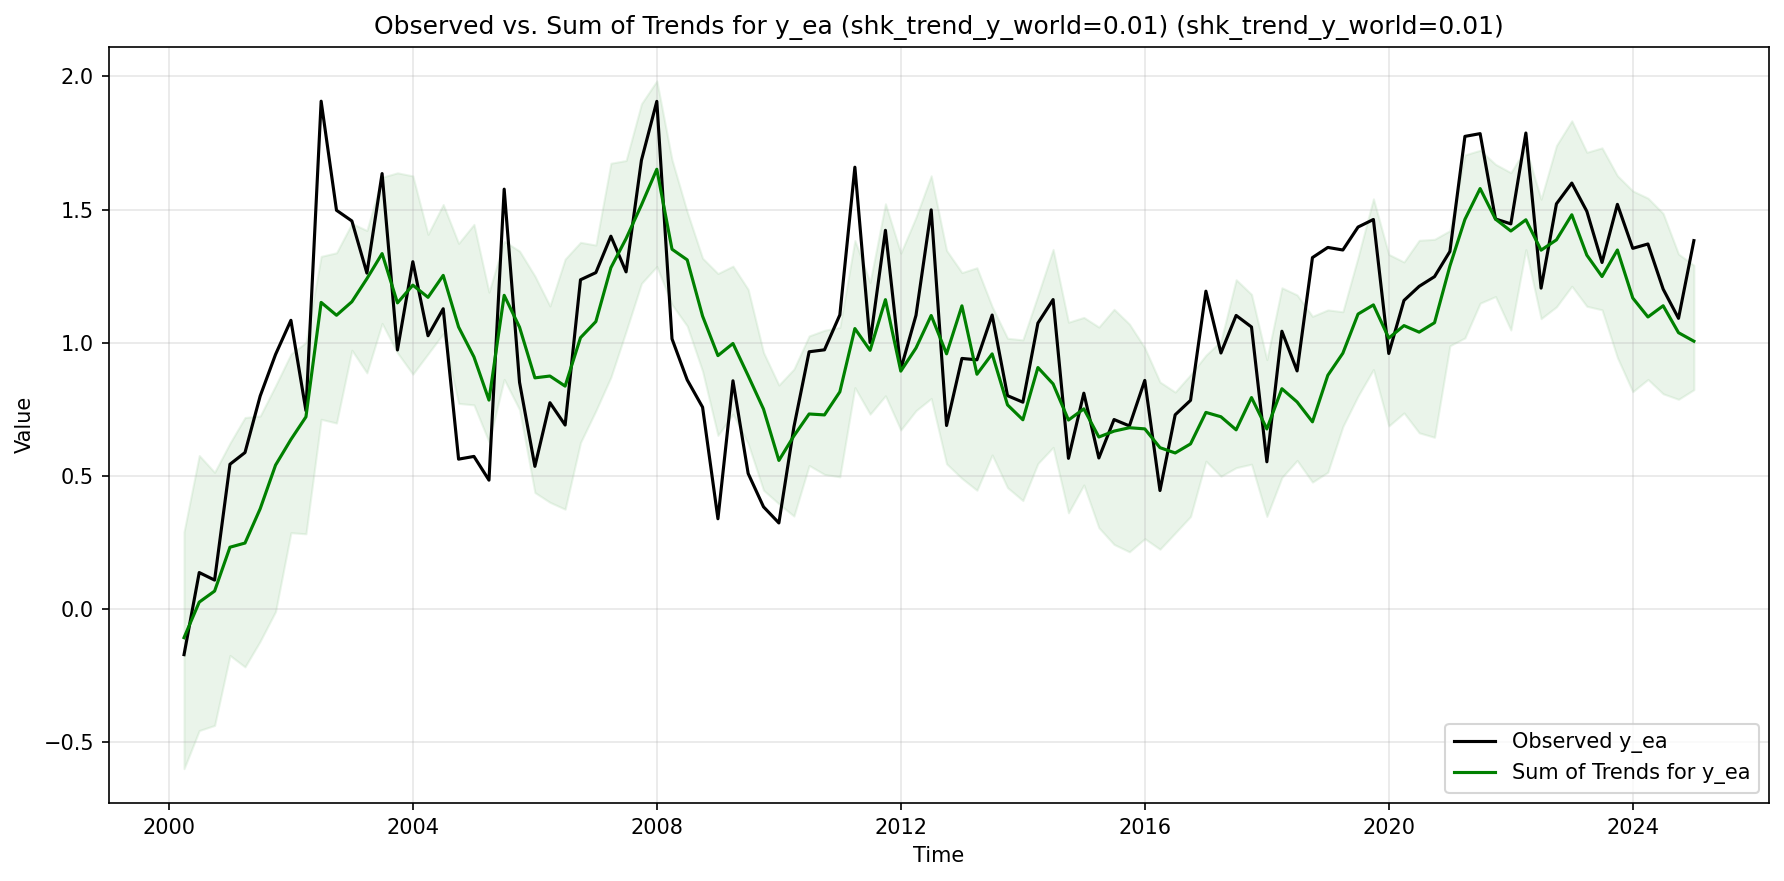 Observed vs. Sum of Trends for y_ea (shk_trend_y_world=0.01) (shk_trend_y_world=0.01)
Value
2.0
1.5
1.0
0.5
0.0
−0.5
Observed y_ea
Sum of Trends for y_ea
2000 2004 2008 2012 2016 2020 2024
Time